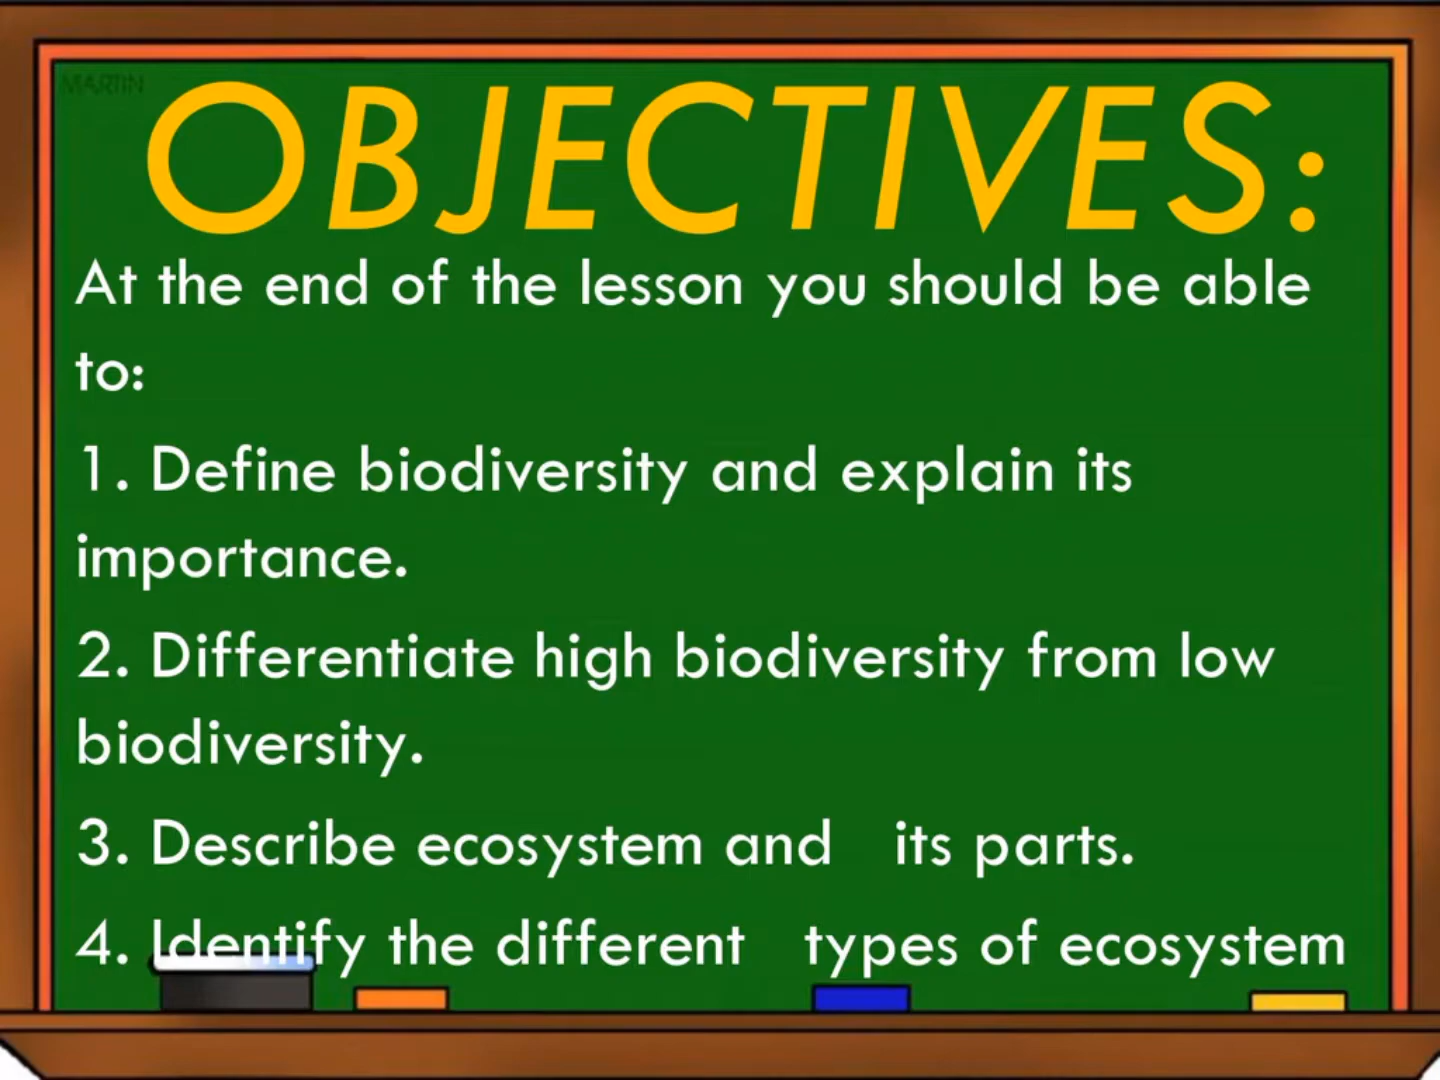 MARTIN
OBJECTIVES:
At the end of the lesson you should be able
to:
1. Define biodiversity and explain its
importance.
2. Differentiate high biodiversity from low
biodiversity.
3. Describe ecosystem and its parts.
4. Identify the different types of ecosystem